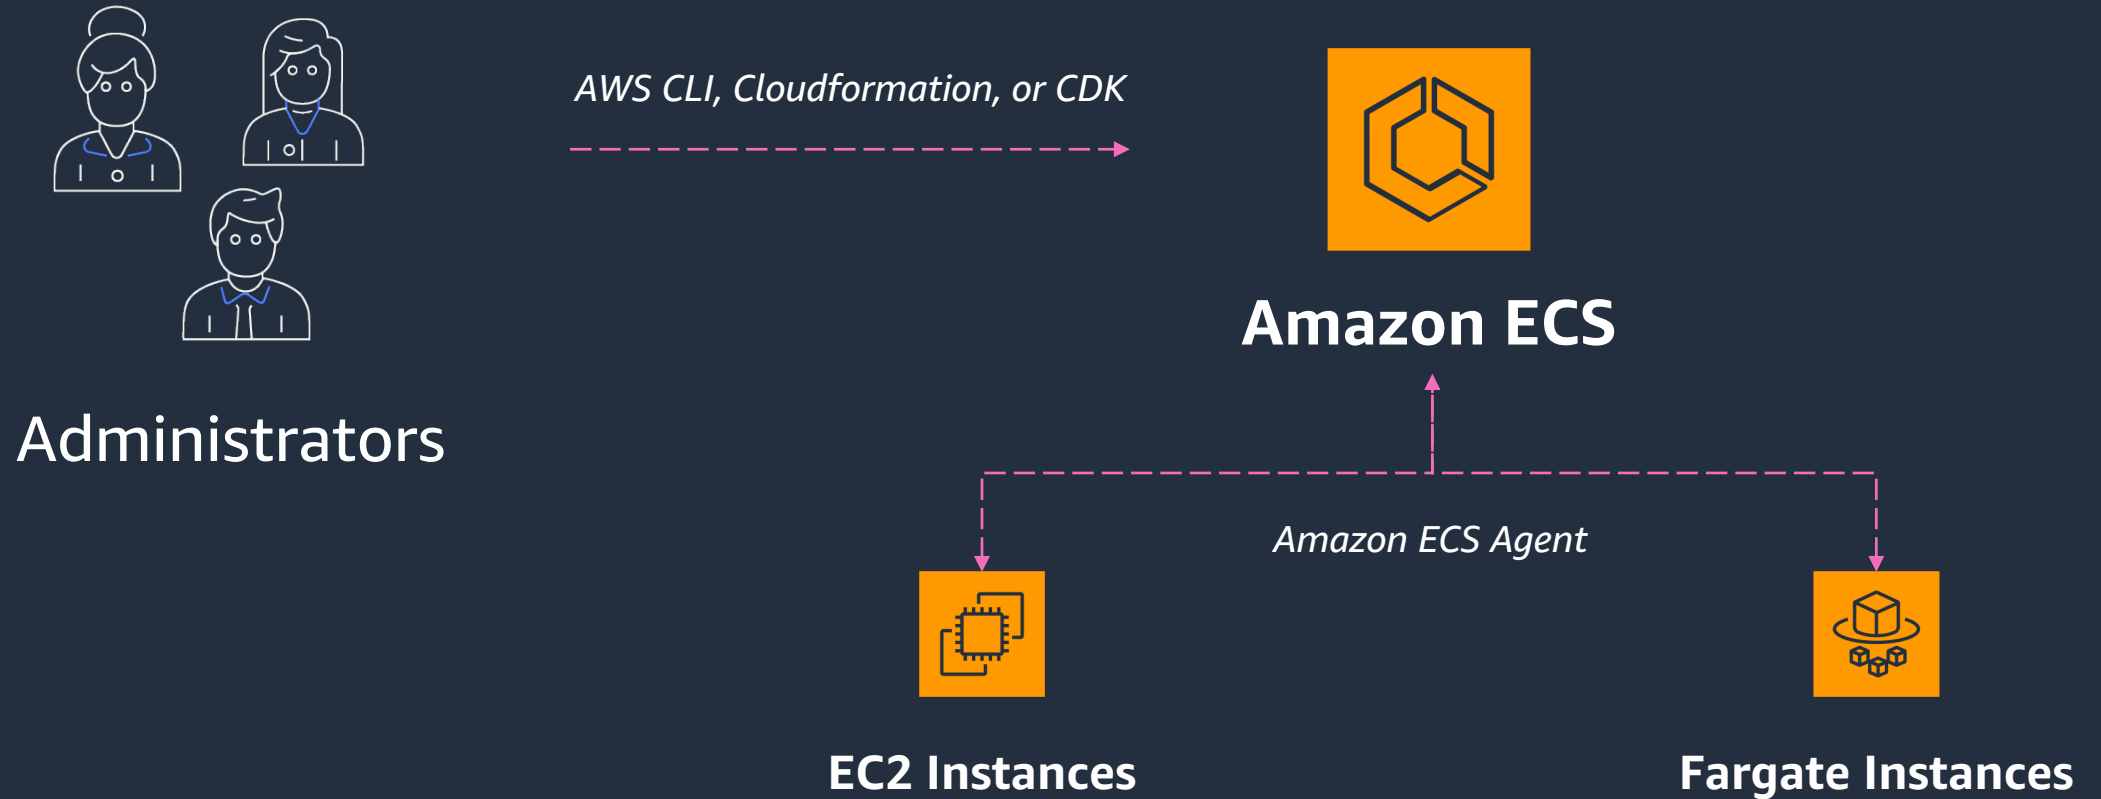 AWS CLI, Cloudformation, or CDK
Amazon ECS
Administrators
Amazon ECS Agent
EC2 Instances
Fargate Instances